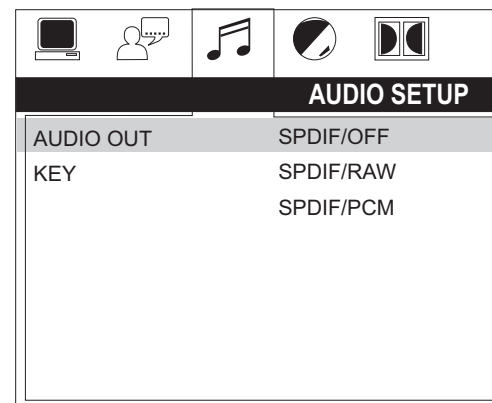 AUDIO SETUP
AUDIO OUT SPDIF/OFF
KEY SPDIF/RAW
SPDIF/PCM